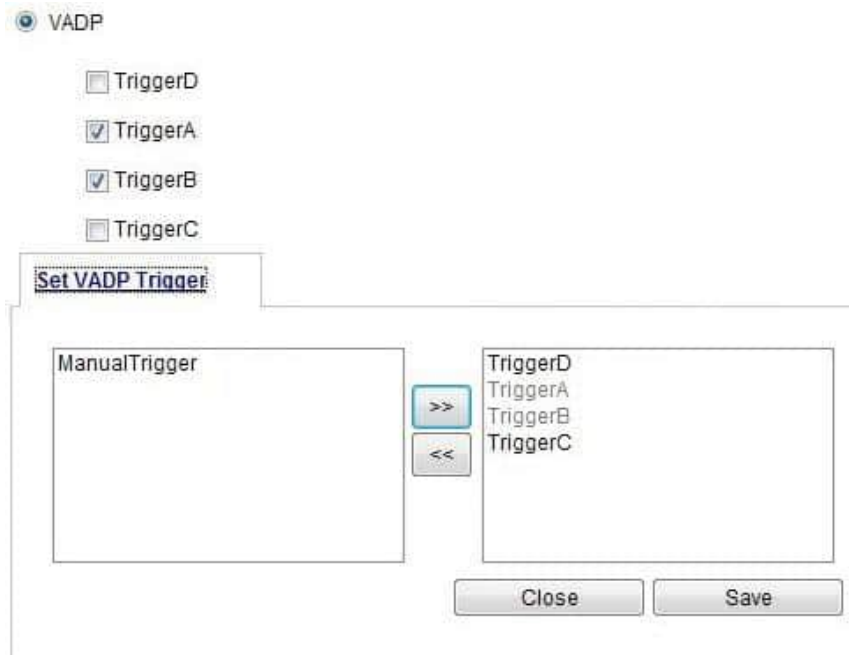 VADP
TriggerD
TriggerA
TriggerB
TriggerC
Set VADP Trigger
ManualTrigger
>>
<<
TriggerD
TriggerA
TriggerB
TriggerC
Close Save